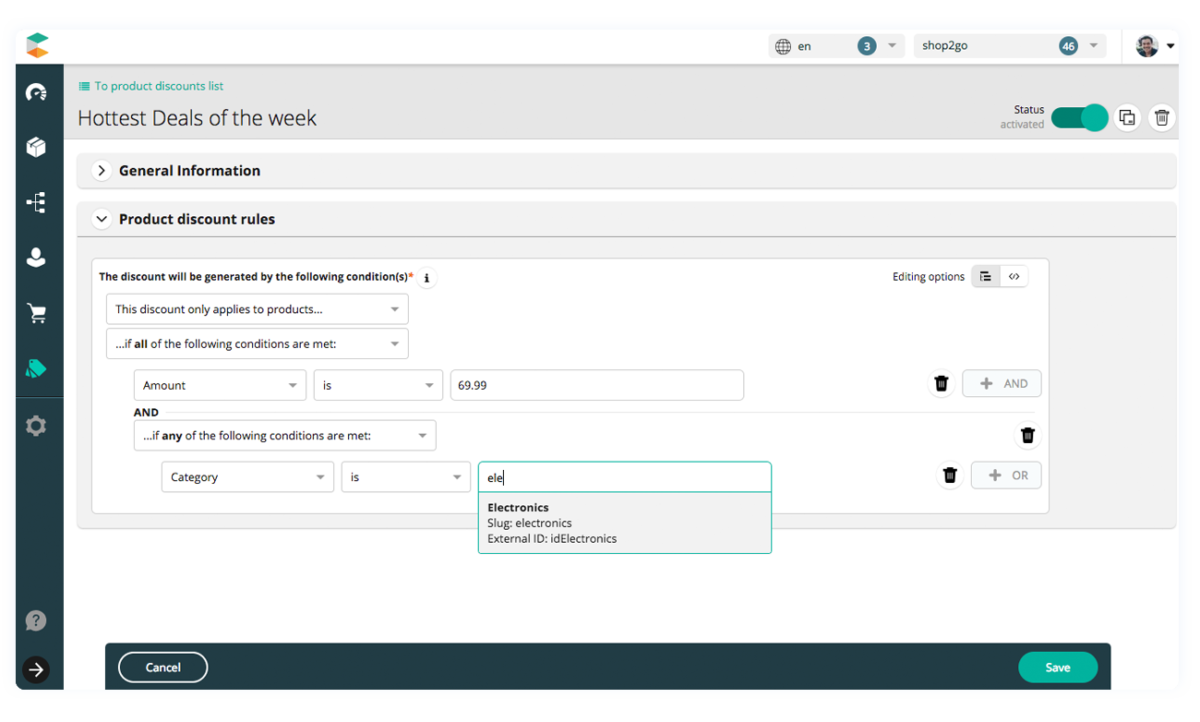 en 3 shop2go 46
To product discounts list
Hottest Deals of the week
Status
activated
General Information
Product discount rules
The discount will be generated by the following condition(s)* i
Editing options
This discount only applies to products...
...if all of the following conditions are met:
Amount is 69.99 + AND
AND
...if any of the following conditions are met:
Category is ele + OR
Electronics
Slug: electronics
External ID: idElectronics
?
Cancel Save